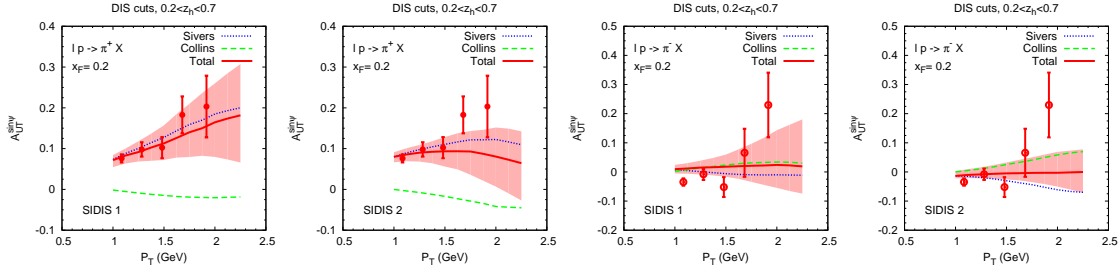 DIS cuts, 0.2<z_h<0.7
l p -> π⁺ X
x_F= 0.2
Sivers
Collins
Total
SIDIS 1
A_UT^sinψ
P_T (GeV)
0.4
0.3
0.2
0.1
0
-0.1
0.5
1
1.5
2
2.5
DIS cuts, 0.2<z_h<0.7
l p -> π⁺ X
x_F= 0.2
Sivers
Collins
Total
SIDIS 2
A_UT^sinψ
P_T (GeV)
0.4
0.3
0.2
0.1
0
-0.1
0.5
1
1.5
2
2.5
DIS cuts, 0.2<z_h<0.7
l p -> π⁻ X
x_F= 0.2
Sivers
Collins
Total
SIDIS 1
A_UT^sinψ
P_T (GeV)
0.5
0.4
0.3
0.2
0.1
0
-0.1
-0.2
0.5
1
1.5
2
2.5
DIS cuts, 0.2<z_h<0.7
l p -> π⁻ X
x_F= 0.2
Sivers
Collins
Total
SIDIS 2
A_UT^sinψ
P_T (GeV)
0.5
0.4
0.3
0.2
0.1
0
-0.1
-0.2
0.5
1
1.5
2
2.5